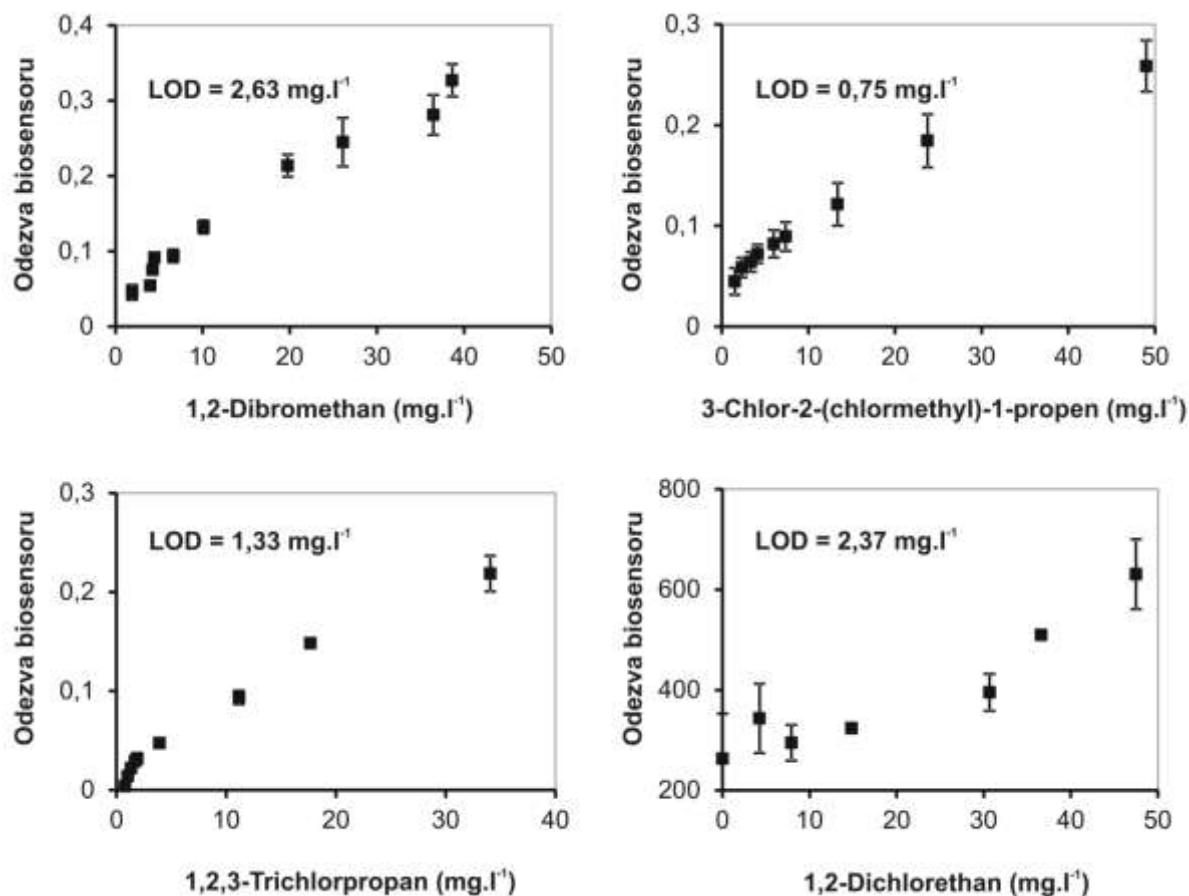 Odezva biosensoru
0,4
0,3
0,2
0,1
0
LOD = 2,63 mg.l⁻¹
0 10 20 30 40 50
1,2-Dibromethan (mg.l⁻¹)
Odezva biosensoru
0,3
0,2
0,1
0
LOD = 0,75 mg.l⁻¹
0 10 20 30 40 50
3-Chlor-2-(chlormethyl)-1-propen (mg.l⁻¹)
Odezva biosensoru
0,3
0,2
0,1
0
LOD = 1,33 mg.l⁻¹
0 10 20 30 40
1,2,3-Trichlorpropan (mg.l⁻¹)
Odezva biosensoru
800
600
400
200
LOD = 2,37 mg.l⁻¹
0 10 20 30 40 50
1,2-Dichlorethan (mg.l⁻¹)